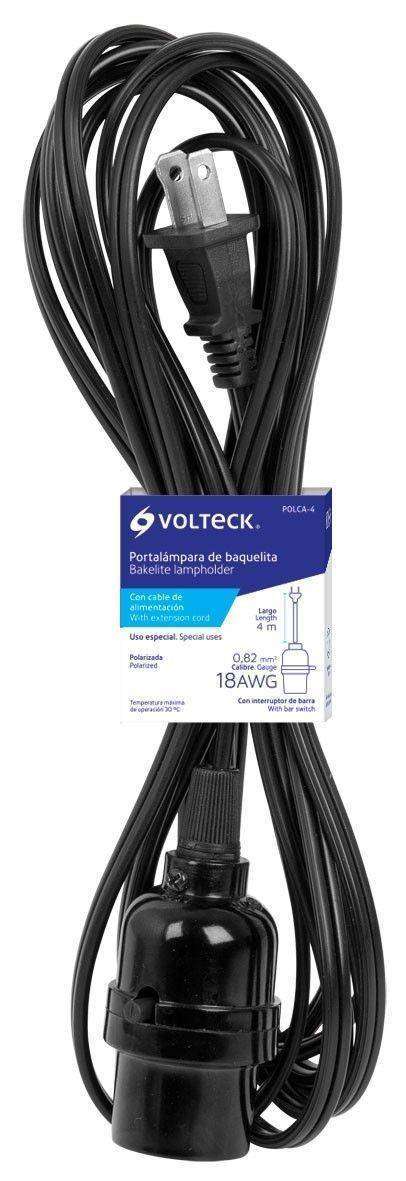 POLCA-4
VOLTECK®
Portalámpara de baquelita
Bakelite lampholder
Con cable de
alimentación
With extension cord
Largo
Length
4 m
Uso especial. Special uses
Polarizada
Polarized
0,82 mm²
Calibre. Gauge
18AWG
Temperatura máxima
de operación 30 °C
Con interruptor de barra
With bar switch